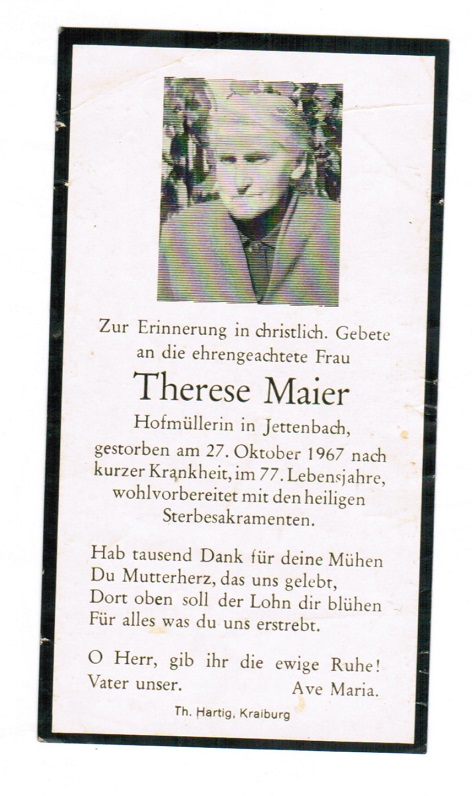 Zur Erinnerung in christlich. Gebete
an die ehrengeachtete Frau
Therese Maier
Hofmüllerin in Jettenbach,
gestorben am 27. Oktober 1967 nach
kurzer Krankheit, im 77. Lebensjahre,
wohlvorbereitet mit den heiligen
Sterbesakramenten.
Hab tausend Dank für deine Mühen
Du Mutterherz, das uns gelebt,
Dort oben soll der Lohn dir blühen
Für alles was du uns erstrebt.
O Herr, gib ihr die ewige Ruhe!
Vater unser. Ave Maria.
Th. Hartig, Kraiburg